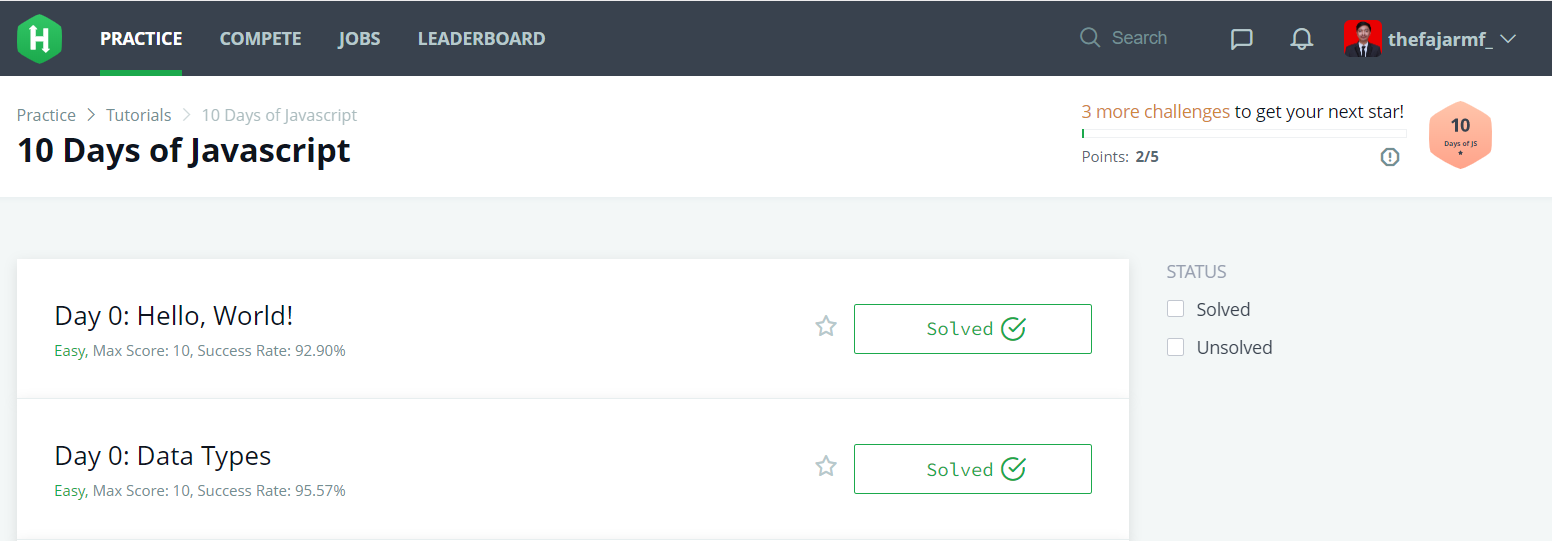 H
PRACTICE COMPETE JOBS LEADERBOARD Search thefajarmf_
Practice > Tutorials > 10 Days of Javascript
10 Days of Javascript
3 more challenges to get your next star!
Points: 2/5
10
Days of JS
Day 0: Hello, World!
Easy, Max Score: 10, Success Rate: 92.90%
Solved
Day 0: Data Types
Easy, Max Score: 10, Success Rate: 95.57%
Solved
STATUS
Solved
Unsolved